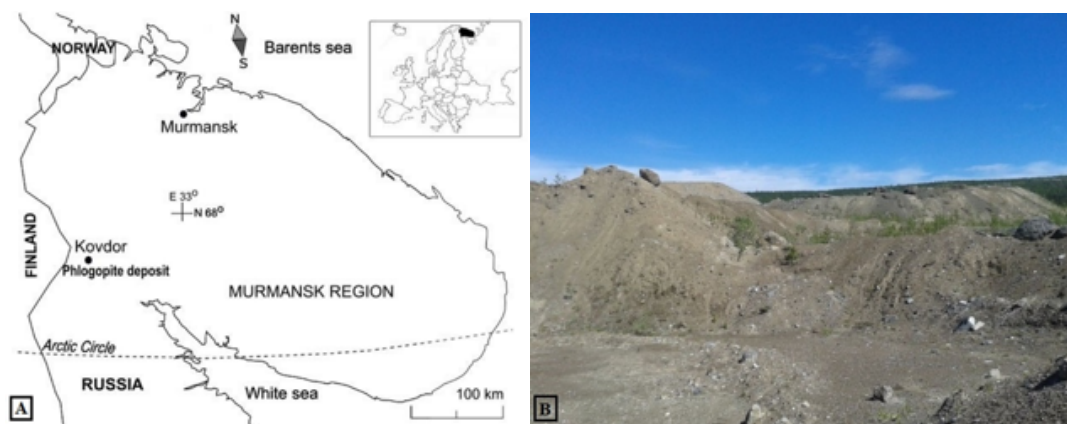 N
S
NORWAY
Barents sea
Murmansk
E 33°
N 68°
FINLAND
Kovdor
Phlogopite deposit
MURMANSK REGION
Arctic Circle
RUSSIA
White sea
100 km
A
B